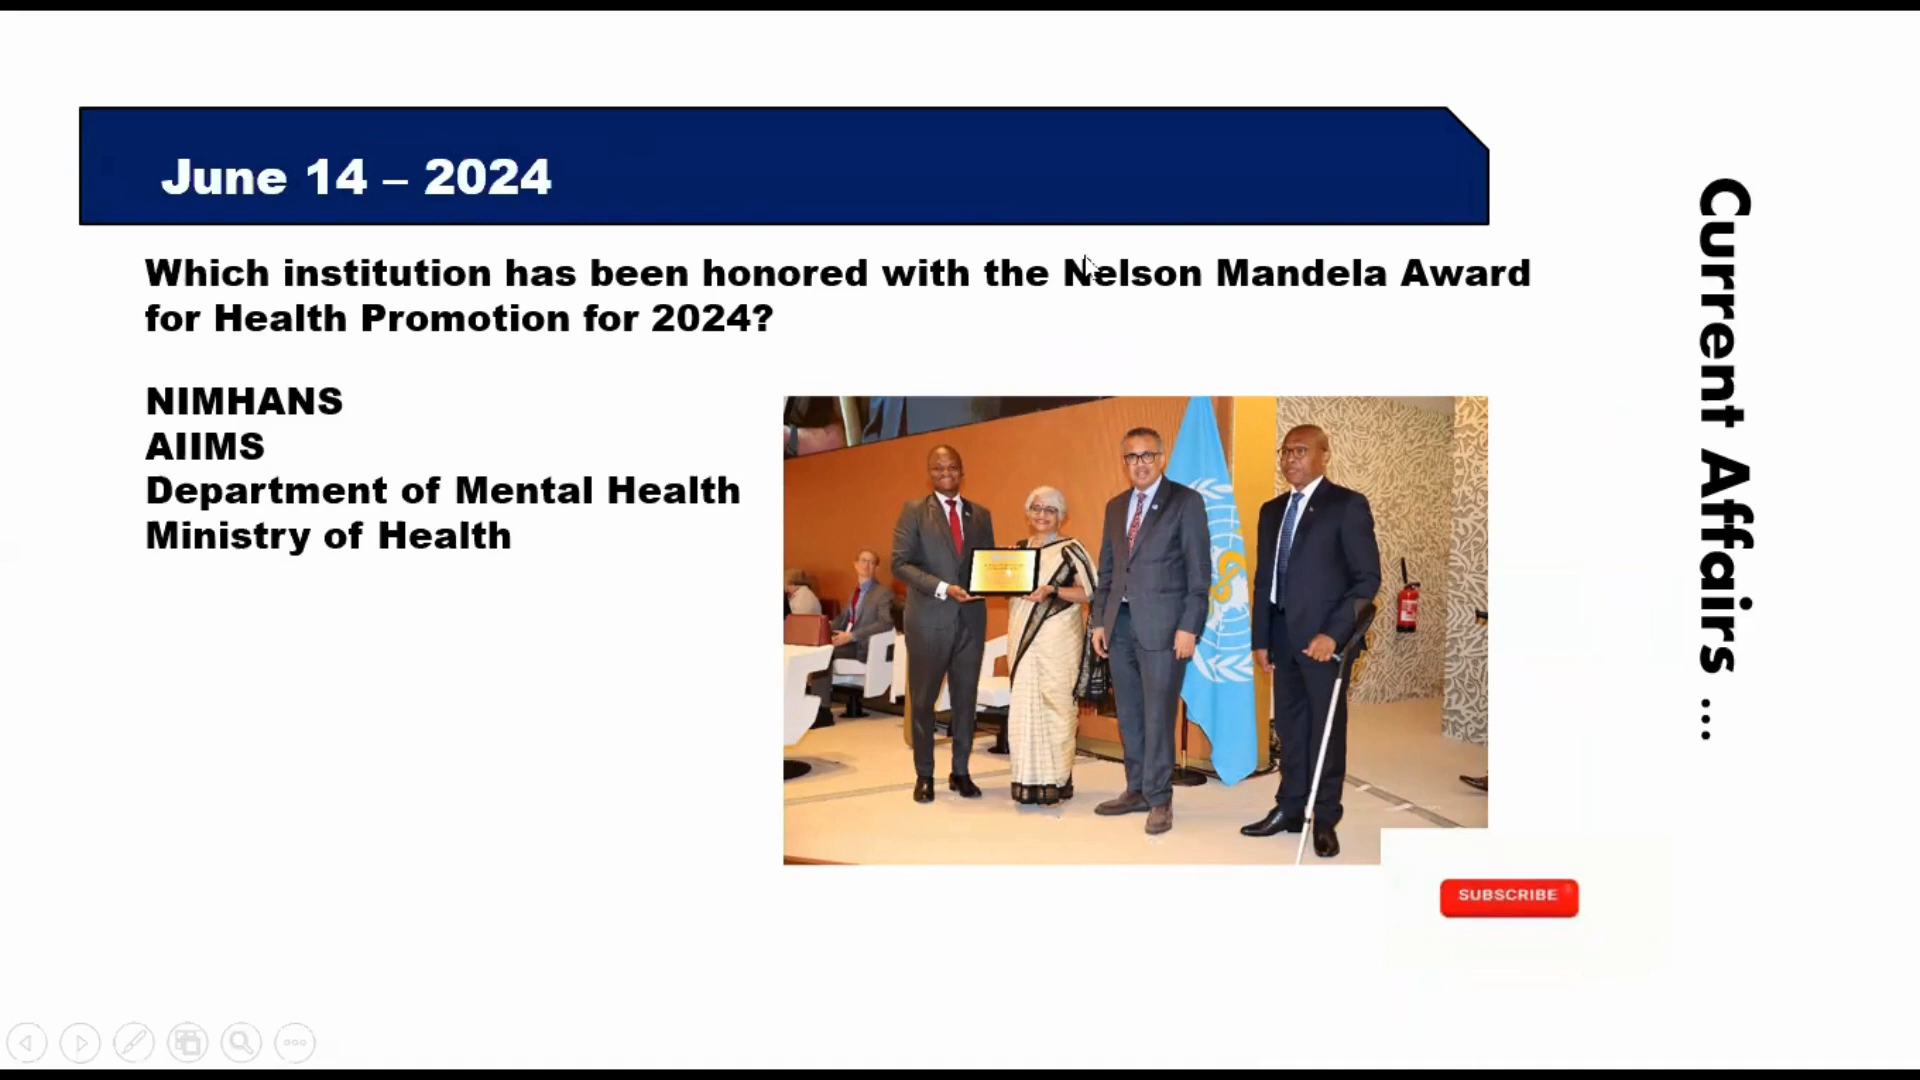 June 14 – 2024
Which institution has been honored with the Nelson Mandela Award
for Health Promotion for 2024?
NIMHANS
AIIMS
Department of Mental Health
Ministry of Health
Current Affairs ...
SUBSCRIBE